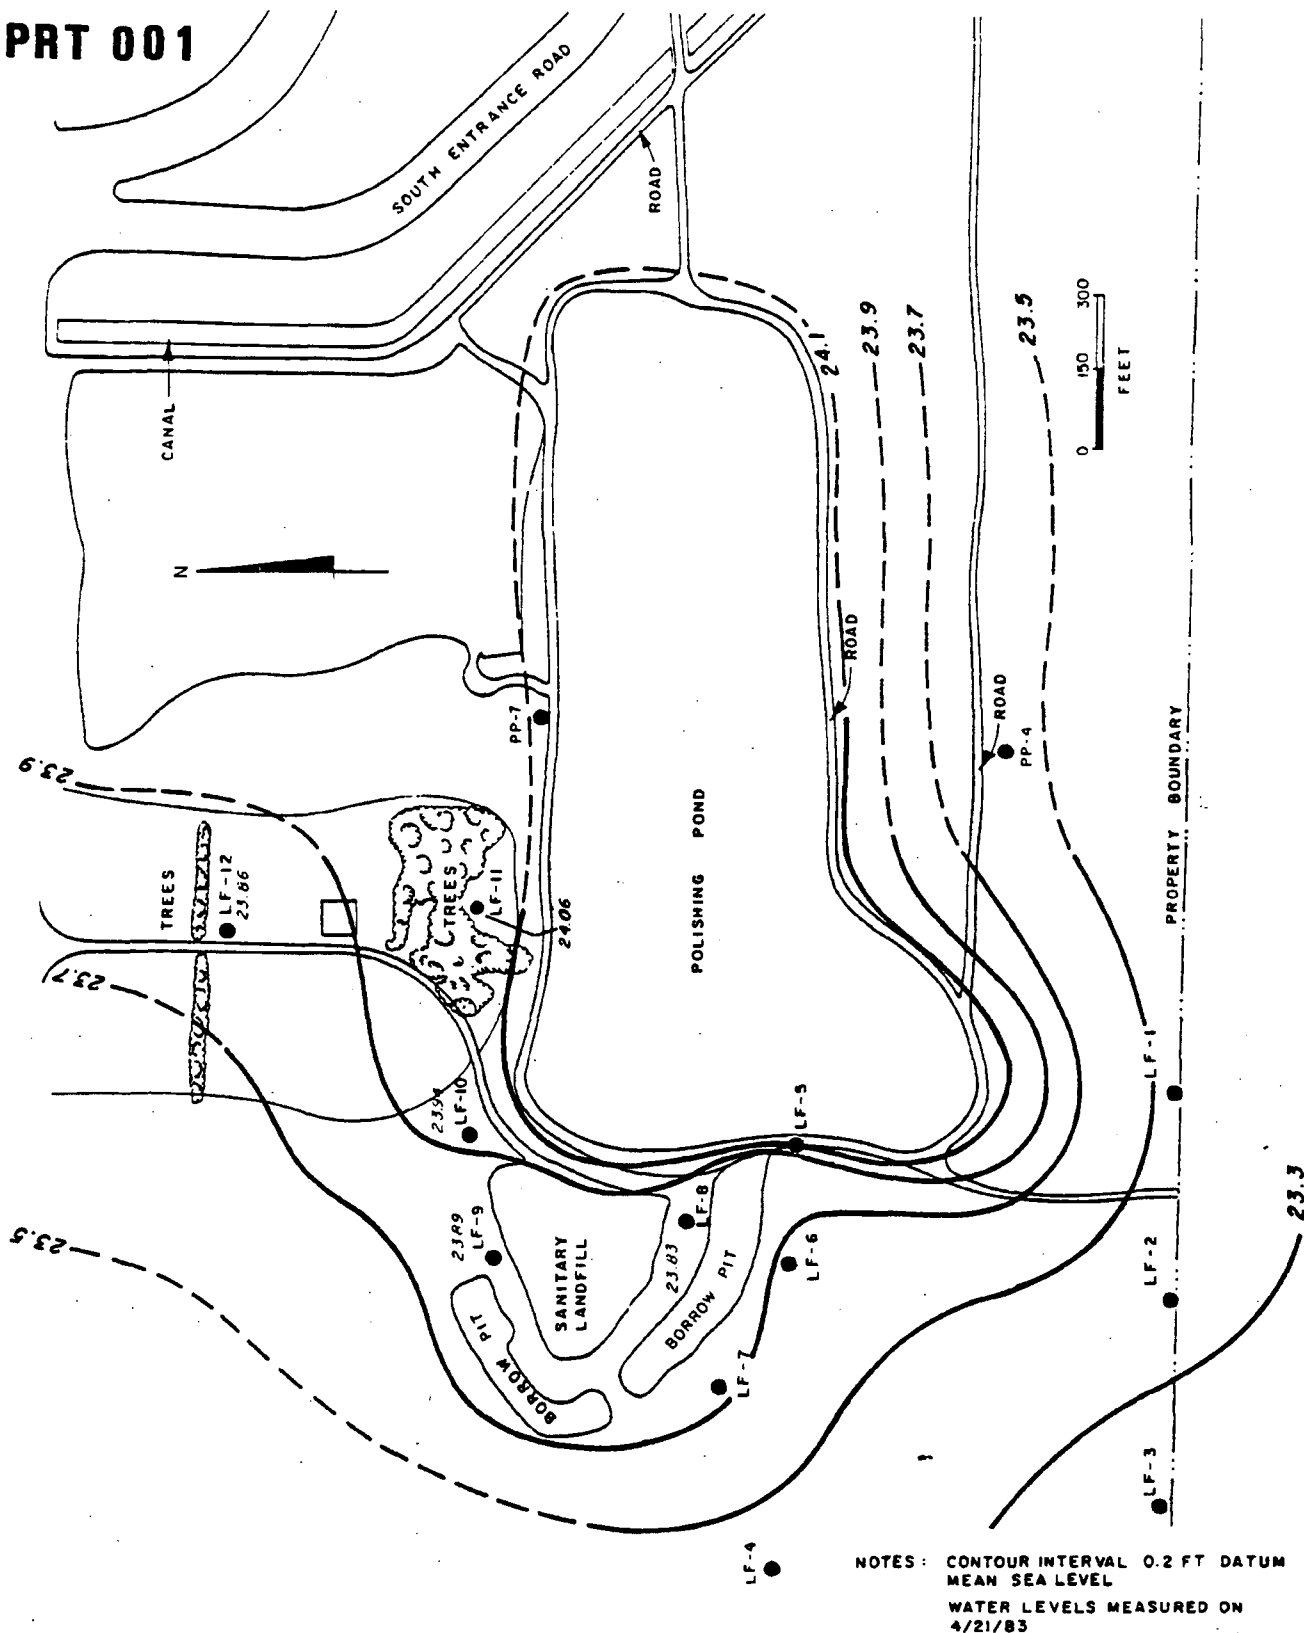 PRT 001
SOUTH ENTRANCE ROAD
ROAD
CANAL
N
24.1
23.9
23.7
23.5
0 150 300
FEET
ROAD
ROAD
PP-7
PP-4
PROPERTY BOUNDARY
POLISHING POND
23.9
TREES
LF-12
23.86
TREES
LF-11
24.06
23.7
LF-10
LF-5
LF-1
23.5
23.89
LF-9
SANITARY
LANDFILL
23.83
LF-8
BORROW PIT
BORROW PIT
LF-6
LF-7
LF-2
23.3
LF-3
LF-4
NOTES: CONTOUR INTERVAL 0.2 FT DATUM
MEAN SEA LEVEL
WATER LEVELS MEASURED ON
4/21/83